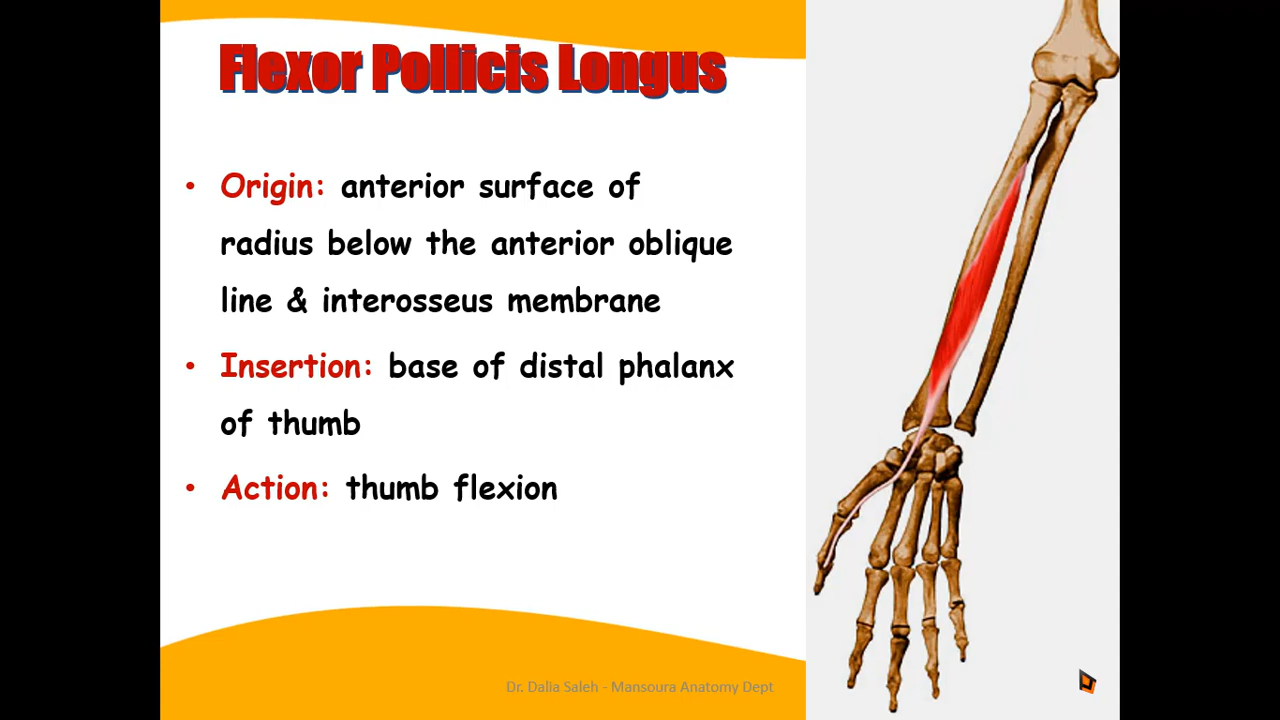 Flexor Pollicis Longus
• Origin: anterior surface of
radius below the anterior oblique
line & interosseus membrane
• Insertion: base of distal phalanx
of thumb
• Action: thumb flexion
Dr. Dalia Saleh - Mansoura Anatomy Dept